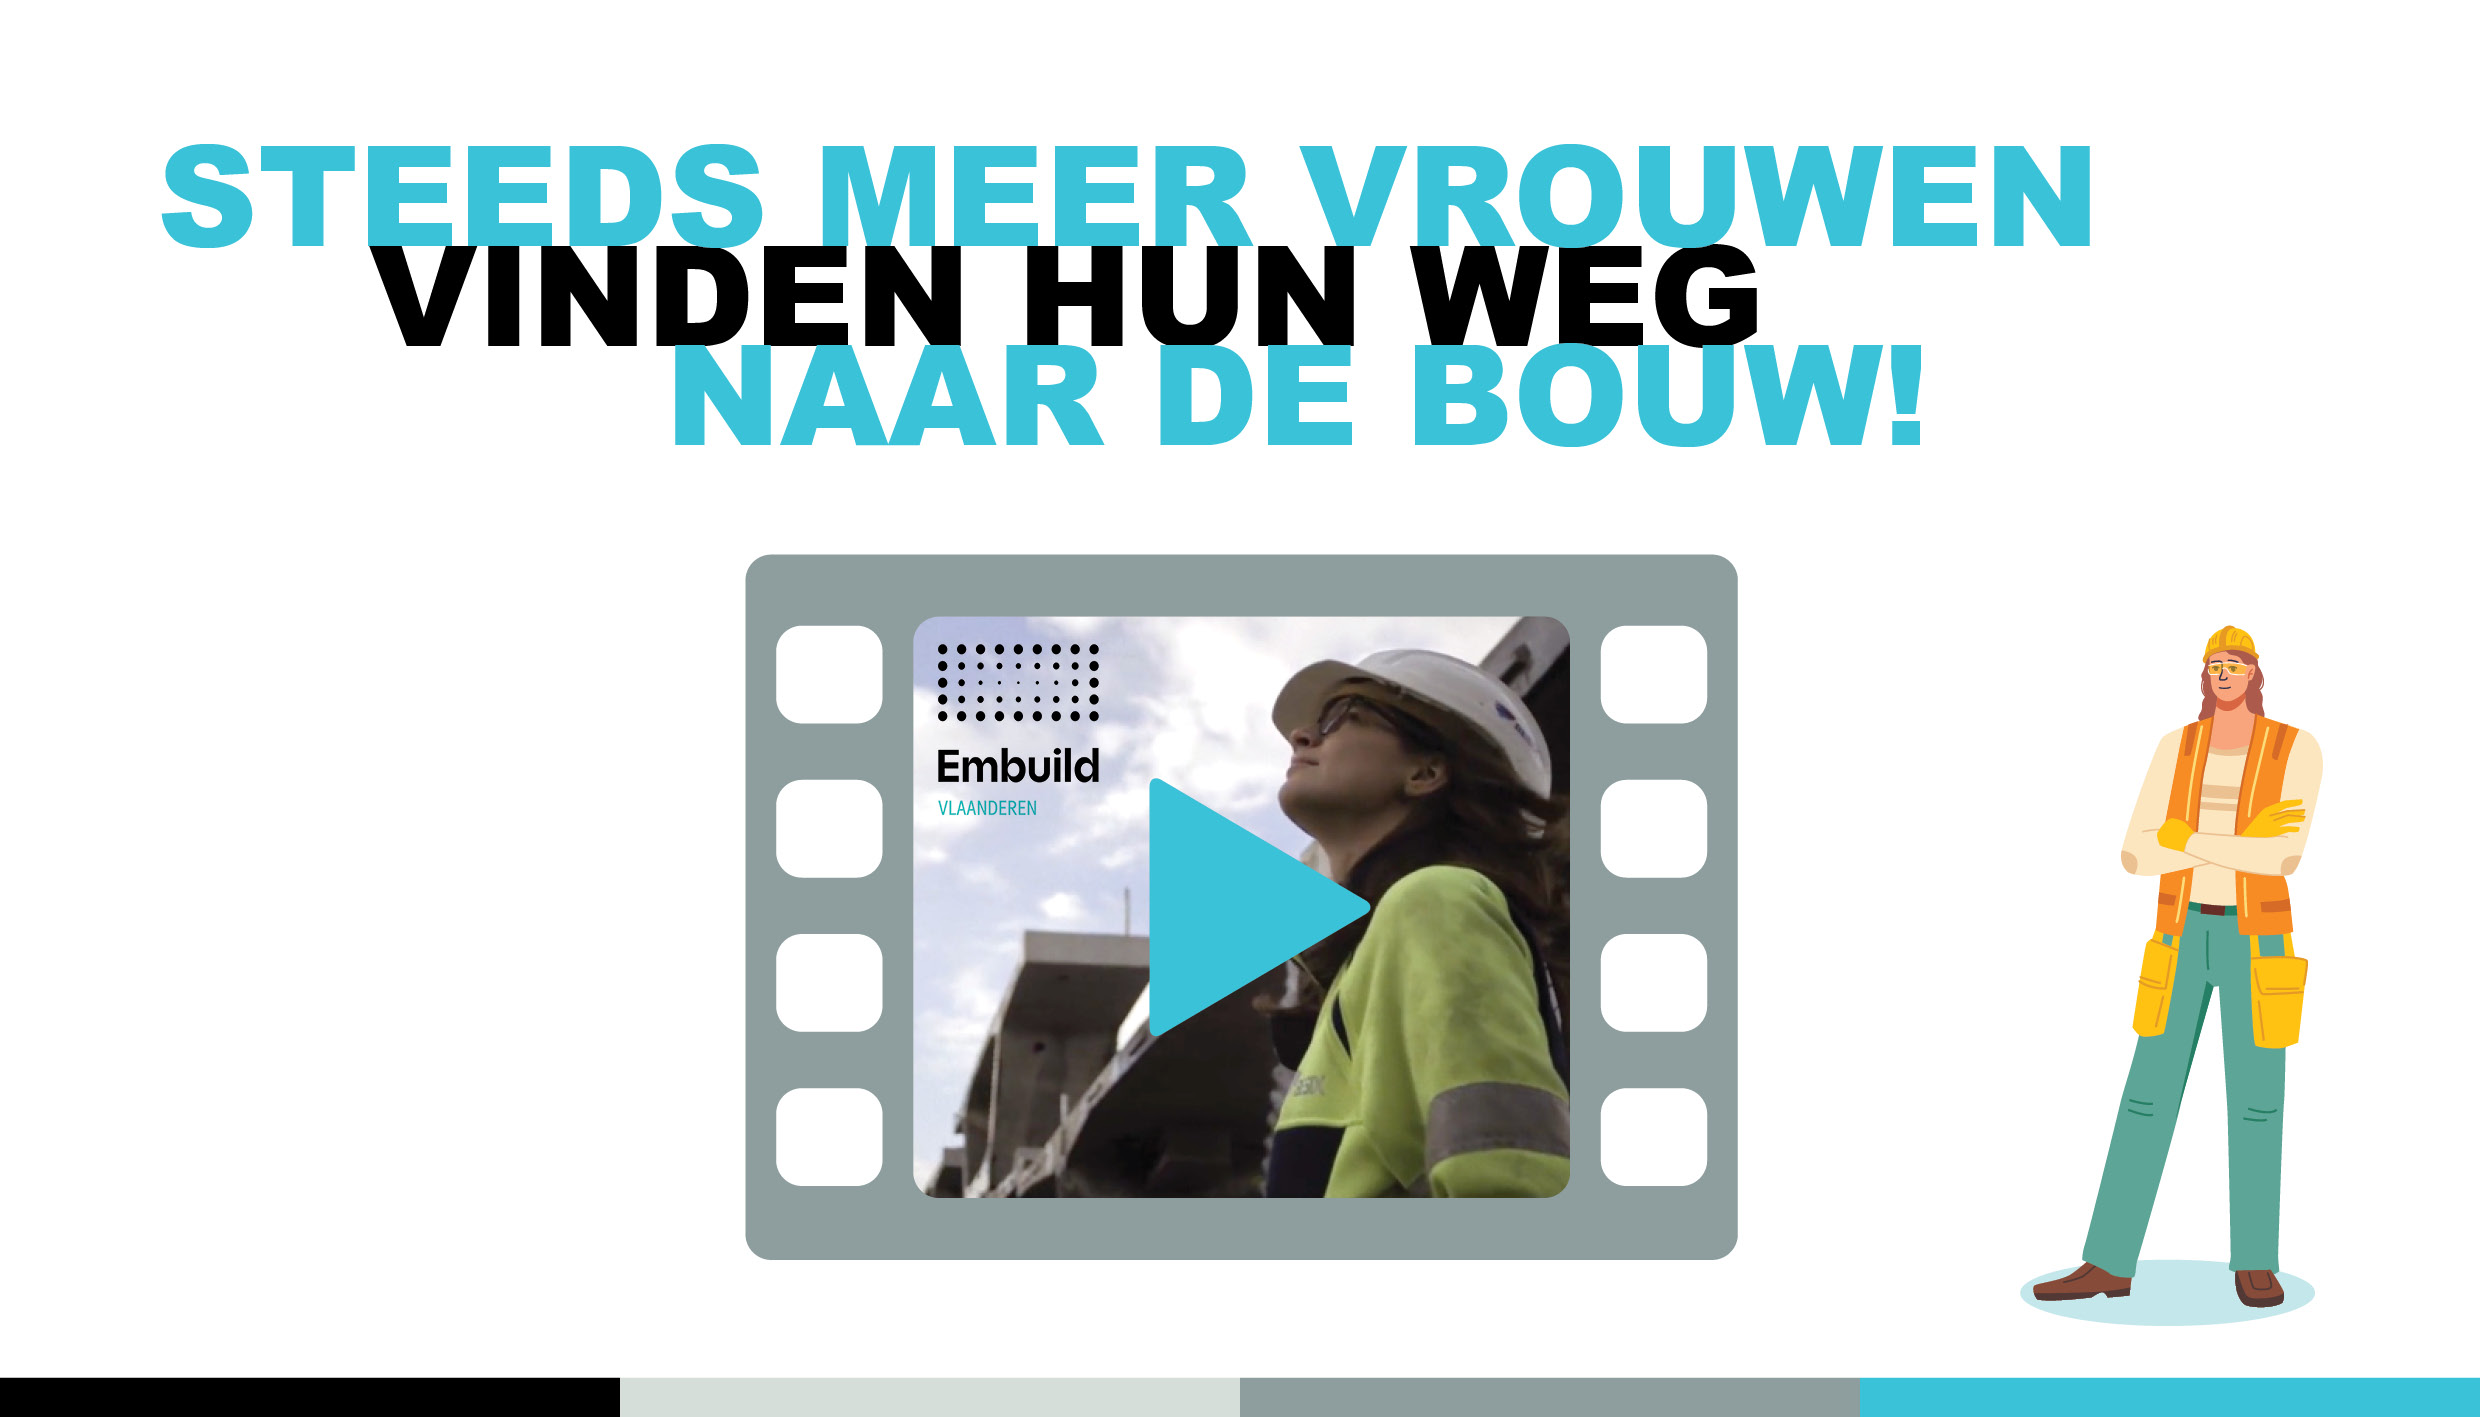 STEEDS MEER VROUWEN
VINDEN HUN WEG
NAAR DE BOUW!
Embuild
VLAANDEREN